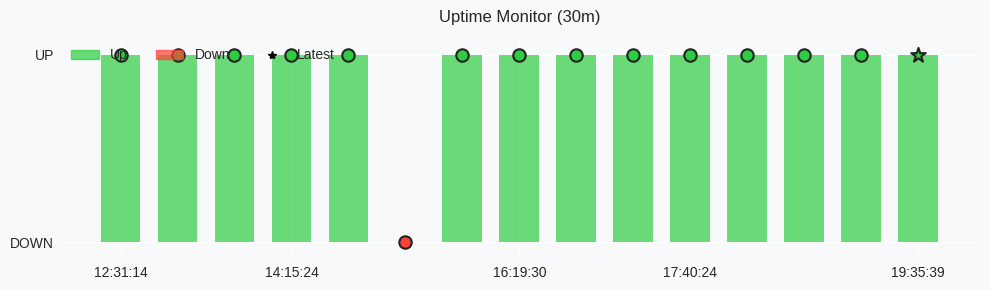 Uptime Monitor (30m)
UP
Up Down Latest
DOWN
12:31:14 14:15:24 16:19:30 17:40:24 19:35:39